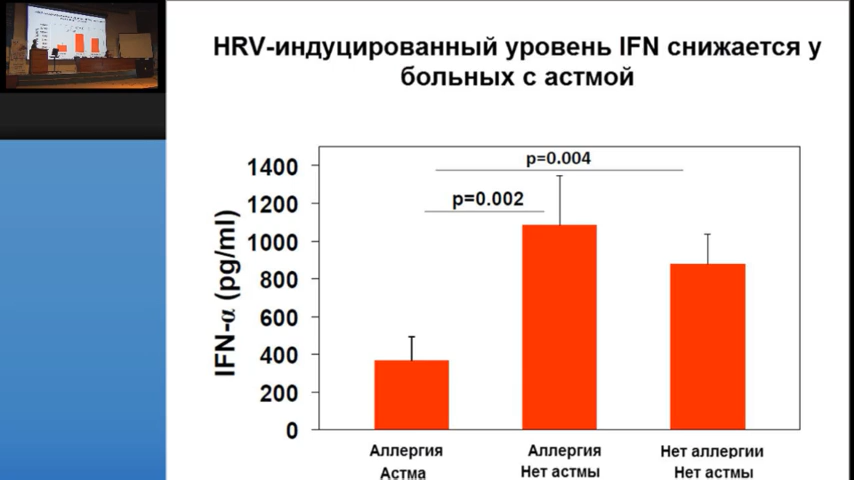 HRV-индуцированный уровень IFN снижается у
больных с астмой
p=0.004
p=0.002
IFN-α (pg/ml)
1400
1200
1000
800
600
400
200
0
Аллергия
Астма
Аллергия
Нет астмы
Нет аллергии
Нет астмы